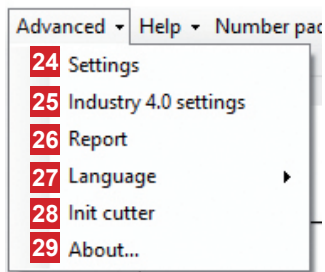 Advanced Help Number pad
24 Settings
25 Industry 4.0 settings
26 Report
27 Language
28 Init cutter
29 About...